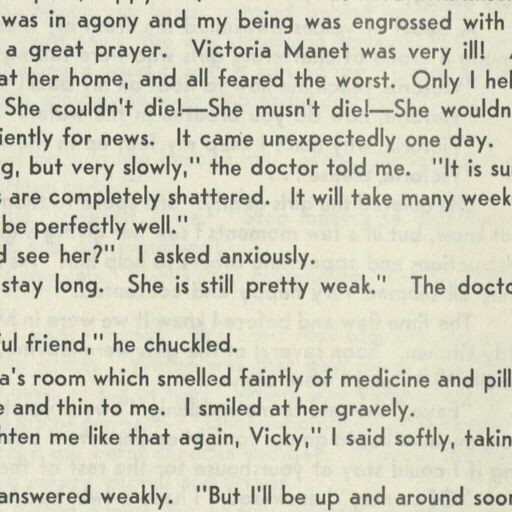 was in agony and my being was engrossed with
a great prayer. Victoria Manet was very ill!
at her home, and all feared the worst. Only I hel
She couldn't die!—She musn't die!—She wouldn
iently for news. It came unexpectedly one day.
g, but very slowly," the doctor told me. "It is su
are completely shattered. It will take many week
be perfectly well."
d see her?" I asked anxiously.
stay long. She is still pretty weak." The docto
ful friend," he chuckled.
a's room which smelled faintly of medicine and pill
e and thin to me. I smiled at her gravely.
hten me like that again, Vicky," I said softly, takin
answered weakly. "But I'll be up and around soon